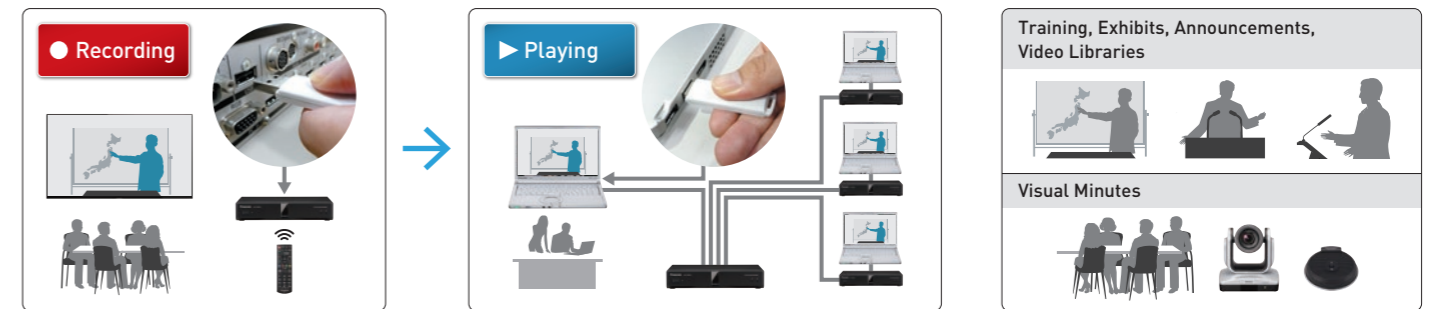 Recording
Playing
Training, Exhibits, Announcements,
Video Libraries
Visual Minutes